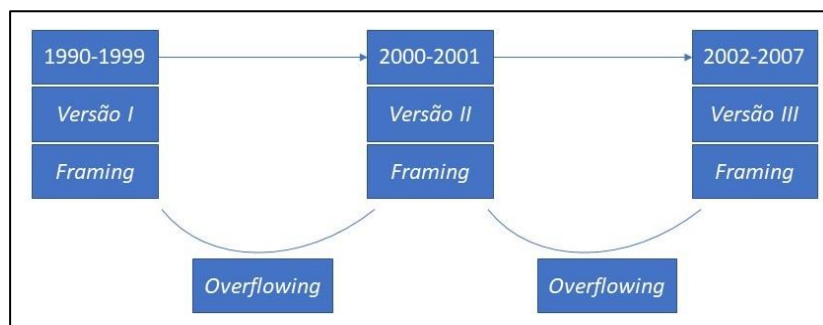 1990-1999
2000-2001
2002-2007
Versão I
Versão II
Versão III
Framing
Framing
Framing
Overflowing
Overflowing